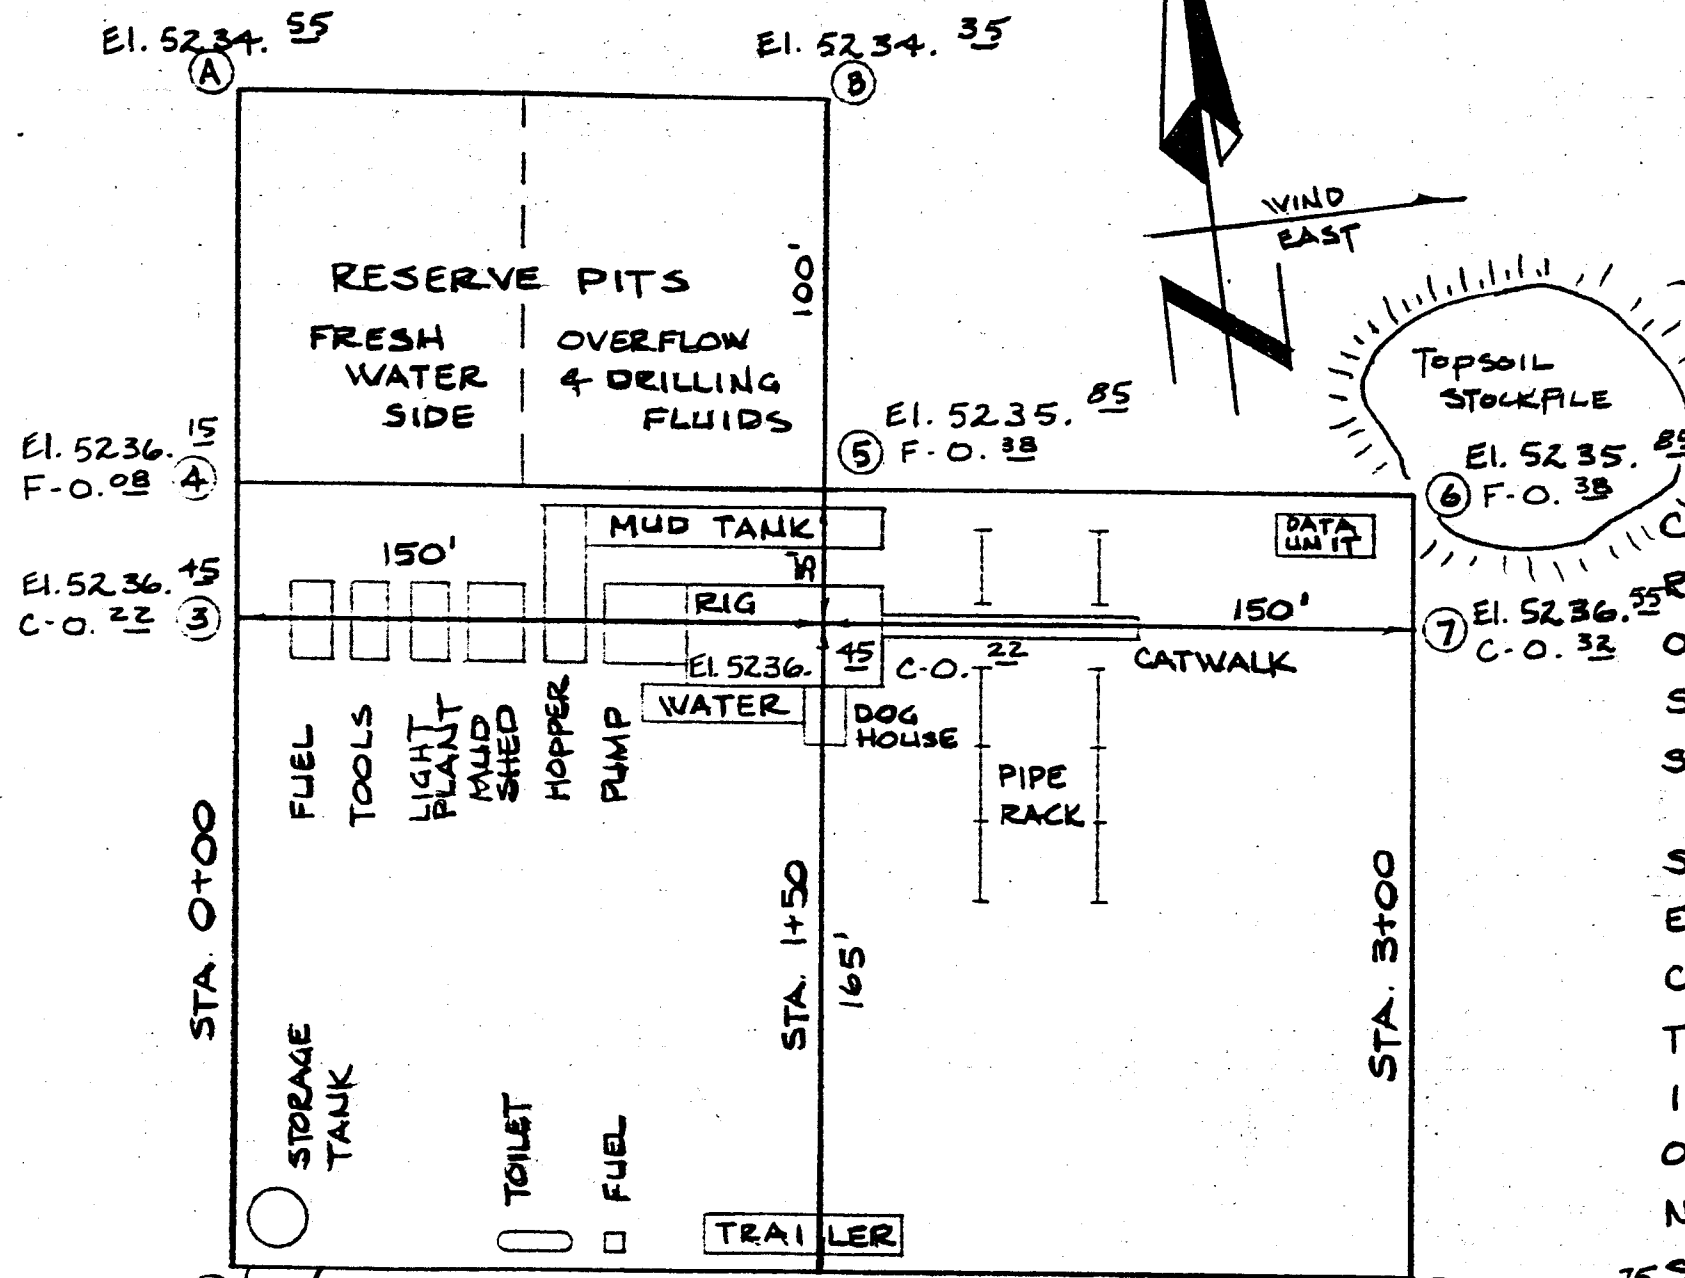 El. 5234. 55
El. 5234. 35
A
B
WIND
EAST
RESERVE PITS
100'
FRESH
WATER
SIDE
OVERFLOW
& DRILLING
FLUIDS
TOPSOIL
STOCKPILE
El. 5236. 15
F-0. 08
4
El. 5235. 85
5
F-0. 38
El. 5235. 85
6
F-0. 38
MUD TANK
DATA
UNIT
150'
35'
El. 5236. 45
C-0. 22
3
RIG
150'
El. 5236. 55
7
C-0. 32
El. 5236. 45
C-0. 22
CATWALK
WATER
DOG
HOUSE
FUEL
TOOLS
LIGHT
PLANT
MUD
SHED
HOPPER
PUMP
PIPE
RACK
STA. 0+00
STA. 1+50
165'
STA. 3+00
STORAGE
TANK
TOILET
FUEL
TRAILER
C
R
O
S
S
S
E
C
T
I
O
N
S
75